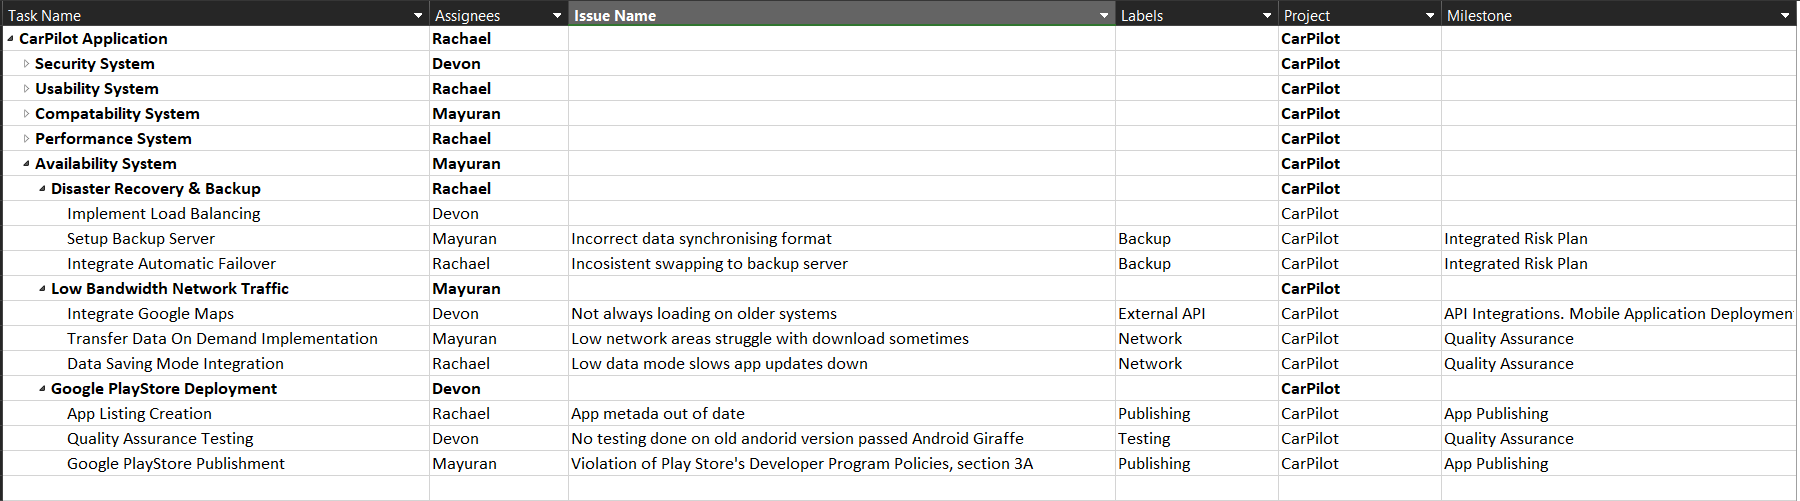 Task Name Assignees Issue Name Labels Project Milestone
CarPilot Application Rachael CarPilot
Security System Devon CarPilot
Usability System Rachael CarPilot
Compatability System Mayuran CarPilot
Performance System Rachael CarPilot
Availability System Mayuran CarPilot
Disaster Recovery & Backup Rachael CarPilot
Implement Load Balancing Devon CarPilot
Setup Backup Server Mayuran Incorrect data synchronising format Backup CarPilot Integrated Risk Plan
Integrate Automatic Failover Rachael Incosistent swapping to backup server Backup CarPilot Integrated Risk Plan
Low Bandwidth Network Traffic Mayuran CarPilot
Integrate Google Maps Devon Not always loading on older systems External API CarPilot API Integrations. Mobile Application Deploymen
Transfer Data On Demand Implementation Mayuran Low network areas struggle with download sometimes Network CarPilot Quality Assurance
Data Saving Mode Integration Rachael Low data mode slows app updates down Network CarPilot Quality Assurance
Google PlayStore Deployment Devon CarPilot
App Listing Creation Rachael App metada out of date Publishing CarPilot App Publishing
Quality Assurance Testing Devon No testing done on old andorid version passed Android Giraffe Testing CarPilot Quality Assurance
Google PlayStore Publishment Mayuran Violation of Play Store's Developer Program Policies, section 3A Publishing CarPilot App Publishing